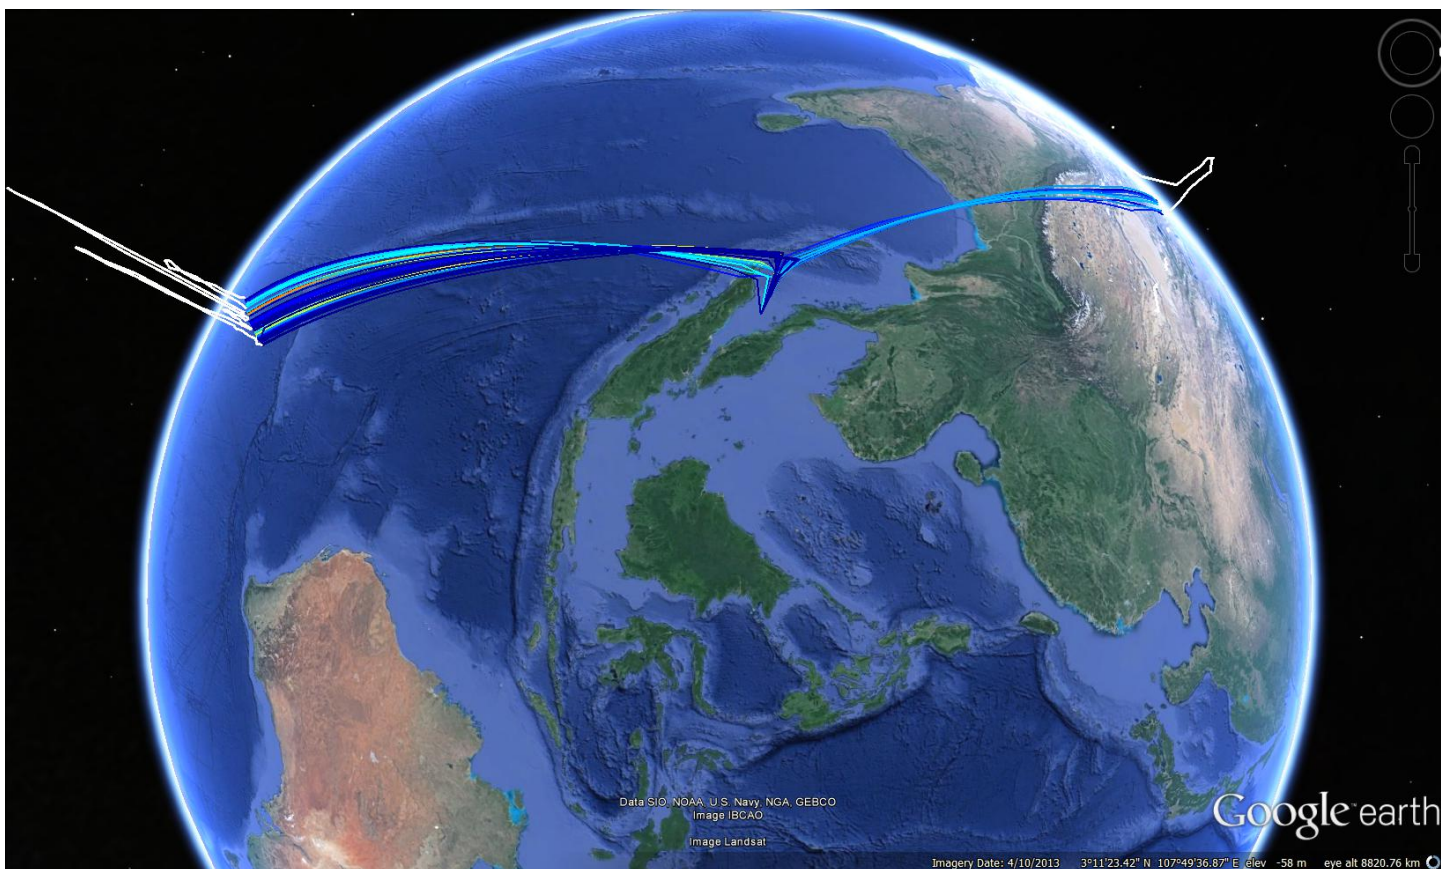 Data SIO, NOAA, U.S. Navy, NGA, GEBCO
Image IBCAO
Image Landsat
Google earth
Imagery Date: 4/10/2013 3°11'23.42" N 107°49'36.87" E elev -58 m eye alt 8820.76 km